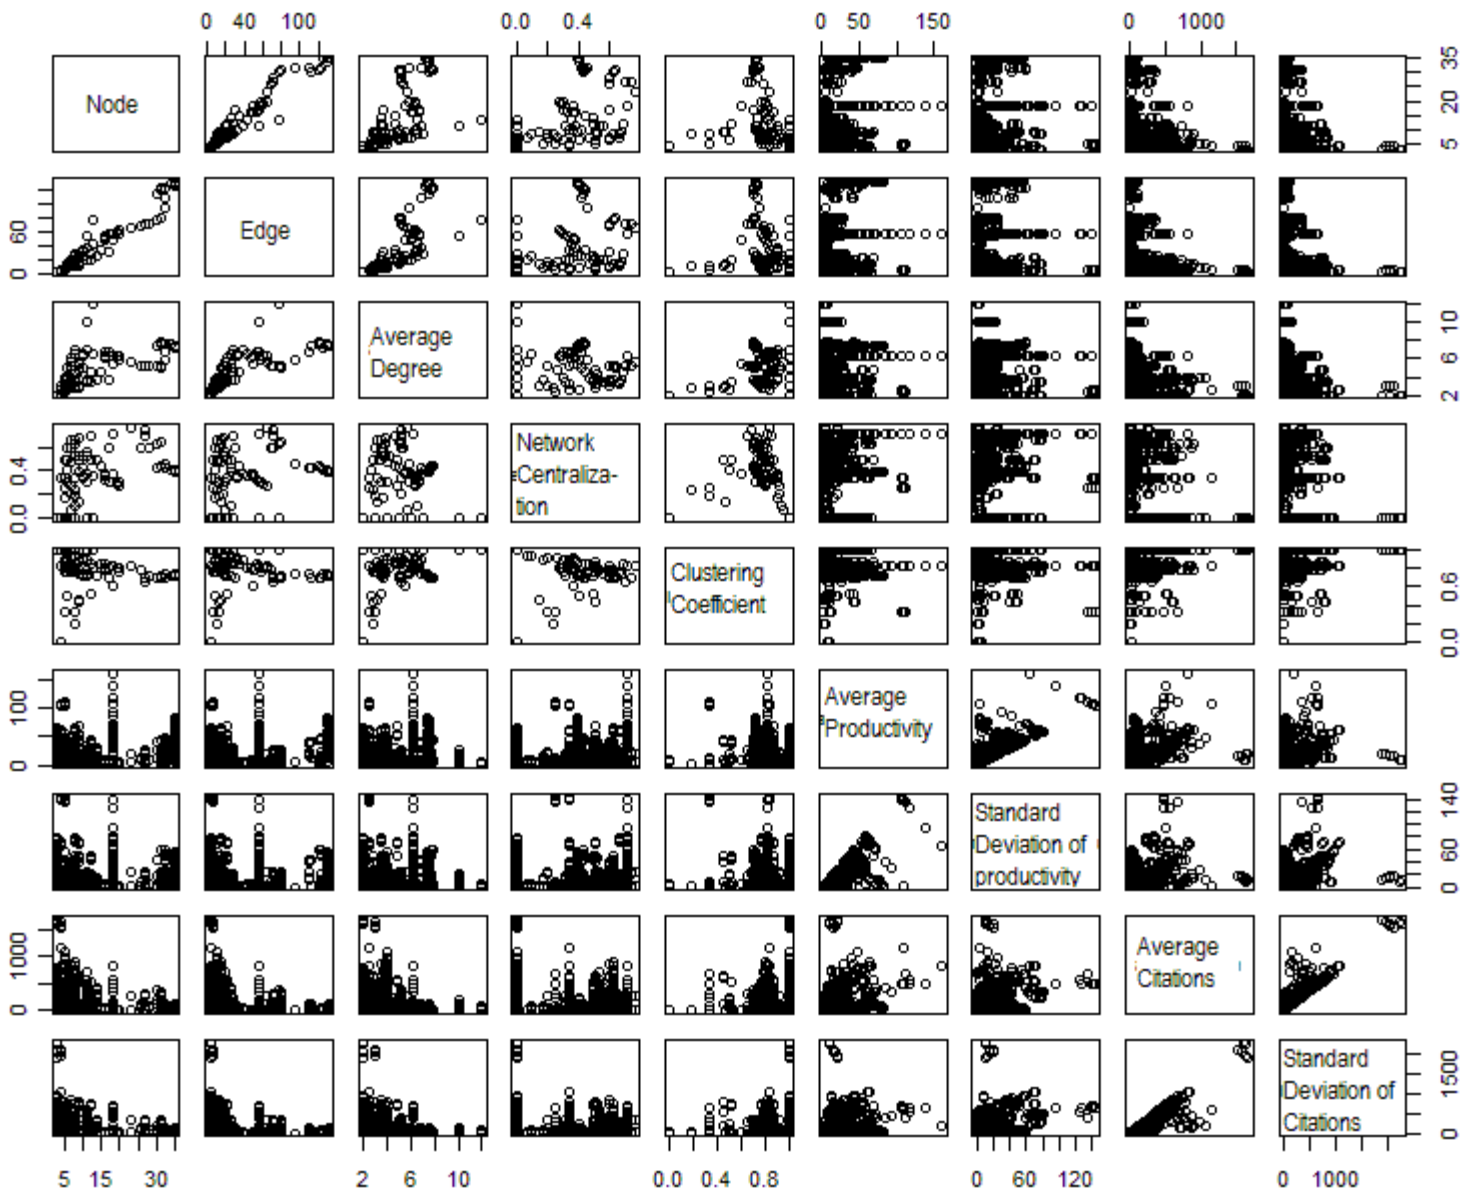 0 40 100 0.0 0.4 0 50 150 0 1000
Node
5 20 35
Edge
0 60
Average
Degree
2 6 10
Network
Centraliza-
tion
0.0 0.4
Clustering
Coefficient
0.0 0.6
Average
Productivity
0 100
Standard
Deviation of
productivity
0 60 140
Average
Citations
0 1000
Standard
Deviation of
Citations
0 1500
5 15 30 2 6 10 0.0 0.4 0.8 0 60 120 0 1000